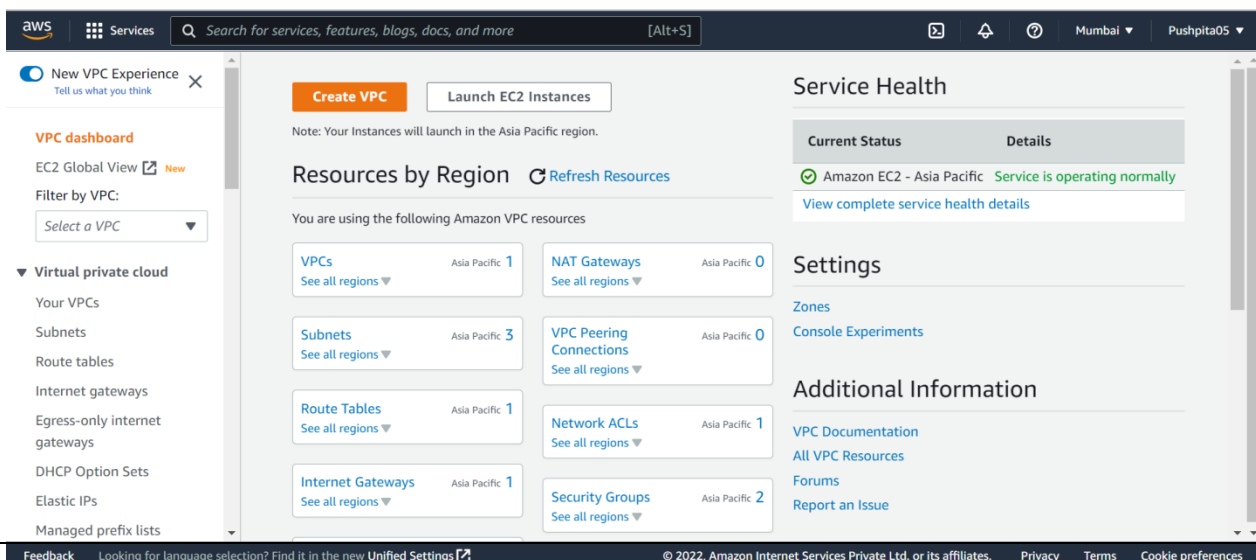 aws
Services
Search for services, features, blogs, docs, and more
[Alt+S]
Mumbai ▼
Pushpita05 ▼
New VPC Experience
Tell us what you think
VPC dashboard
EC2 Global View New
Filter by VPC:
Select a VPC
Virtual private cloud
Your VPCs
Subnets
Route tables
Internet gateways
Egress-only internet
gateways
DHCP Option Sets
Elastic IPs
Managed prefix lists
Create VPC
Launch EC2 Instances
Note: Your Instances will launch in the Asia Pacific region.
Resources by Region
Refresh Resources
You are using the following Amazon VPC resources
VPCs Asia Pacific 1
See all regions ▼
NAT Gateways Asia Pacific 0
See all regions ▼
Subnets Asia Pacific 3
See all regions ▼
VPC Peering
Connections Asia Pacific 0
See all regions ▼
Route Tables Asia Pacific 1
See all regions ▼
Network ACLs Asia Pacific 1
See all regions ▼
Internet Gateways Asia Pacific 1
See all regions ▼
Security Groups Asia Pacific 2
See all regions ▼
Service Health
Current Status Details
Amazon EC2 - Asia Pacific Service is operating normally
View complete service health details
Settings
Zones
Console Experiments
Additional Information
VPC Documentation
All VPC Resources
Forums
Report an Issue
Feedback
Looking for language selection? Find it in the new Unified Settings
© 2022, Amazon Internet Services Private Ltd. or its affiliates.
Privacy
Terms
Cookie preferences